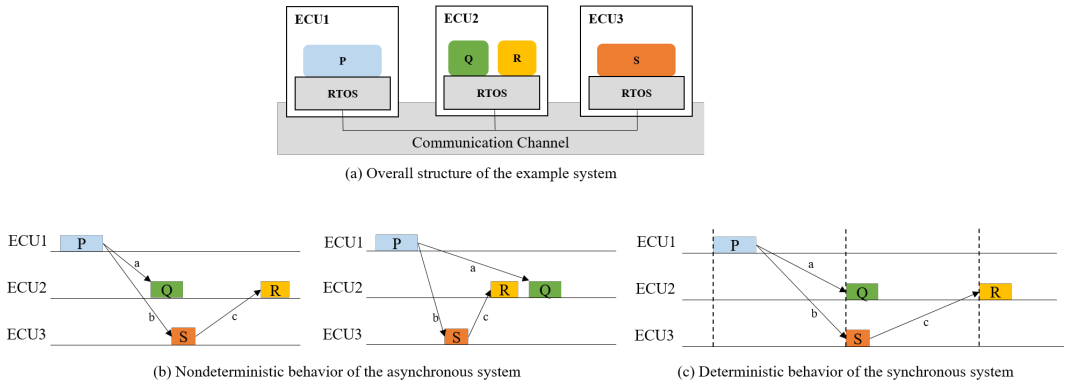 ECU1 ECU2 ECU3
P Q R S
RTOS RTOS RTOS
Communication Channel
(a) Overall structure of the example system
ECU1 P
a
ECU2 Q R
b c
ECU3 S
ECU1 P
a
ECU2 R Q
b c
ECU3 S
(b) Nondeterministic behavior of the asynchronous system
ECU1 P
a
ECU2 Q R
b c
ECU3 S
(c) Deterministic behavior of the synchronous system